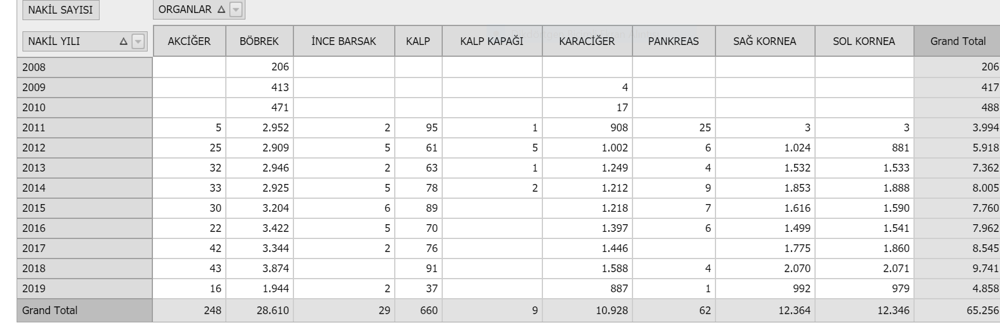 NAKİL SAYISI ORGANLAR
NAKİL YILI AKCİĞER BÖBREK İNCE BARSAK KALP KALP KAPAĞI KARACİĞER PANKREAS SAĞ KORNEA SOL KORNEA Grand Total
2008 206 206
2009 413 4 417
2010 471 17 488
2011 5 2.952 2 95 1 908 25 3 3 3.994
2012 25 2.909 5 61 5 1.002 6 1.024 881 5.918
2013 32 2.946 2 63 1 1.249 4 1.532 1.533 7.362
2014 33 2.925 5 78 2 1.212 9 1.853 1.888 8.005
2015 30 3.204 6 89 1.218 7 1.616 1.590 7.760
2016 22 3.422 5 70 1.397 6 1.499 1.541 7.962
2017 42 3.344 2 76 1.446 1.775 1.860 8.545
2018 43 3.874 91 1.588 4 2.070 2.071 9.741
2019 16 1.944 2 37 887 1 992 979 4.858
Grand Total 248 28.610 29 660 9 10.928 62 12.364 12.346 65.256